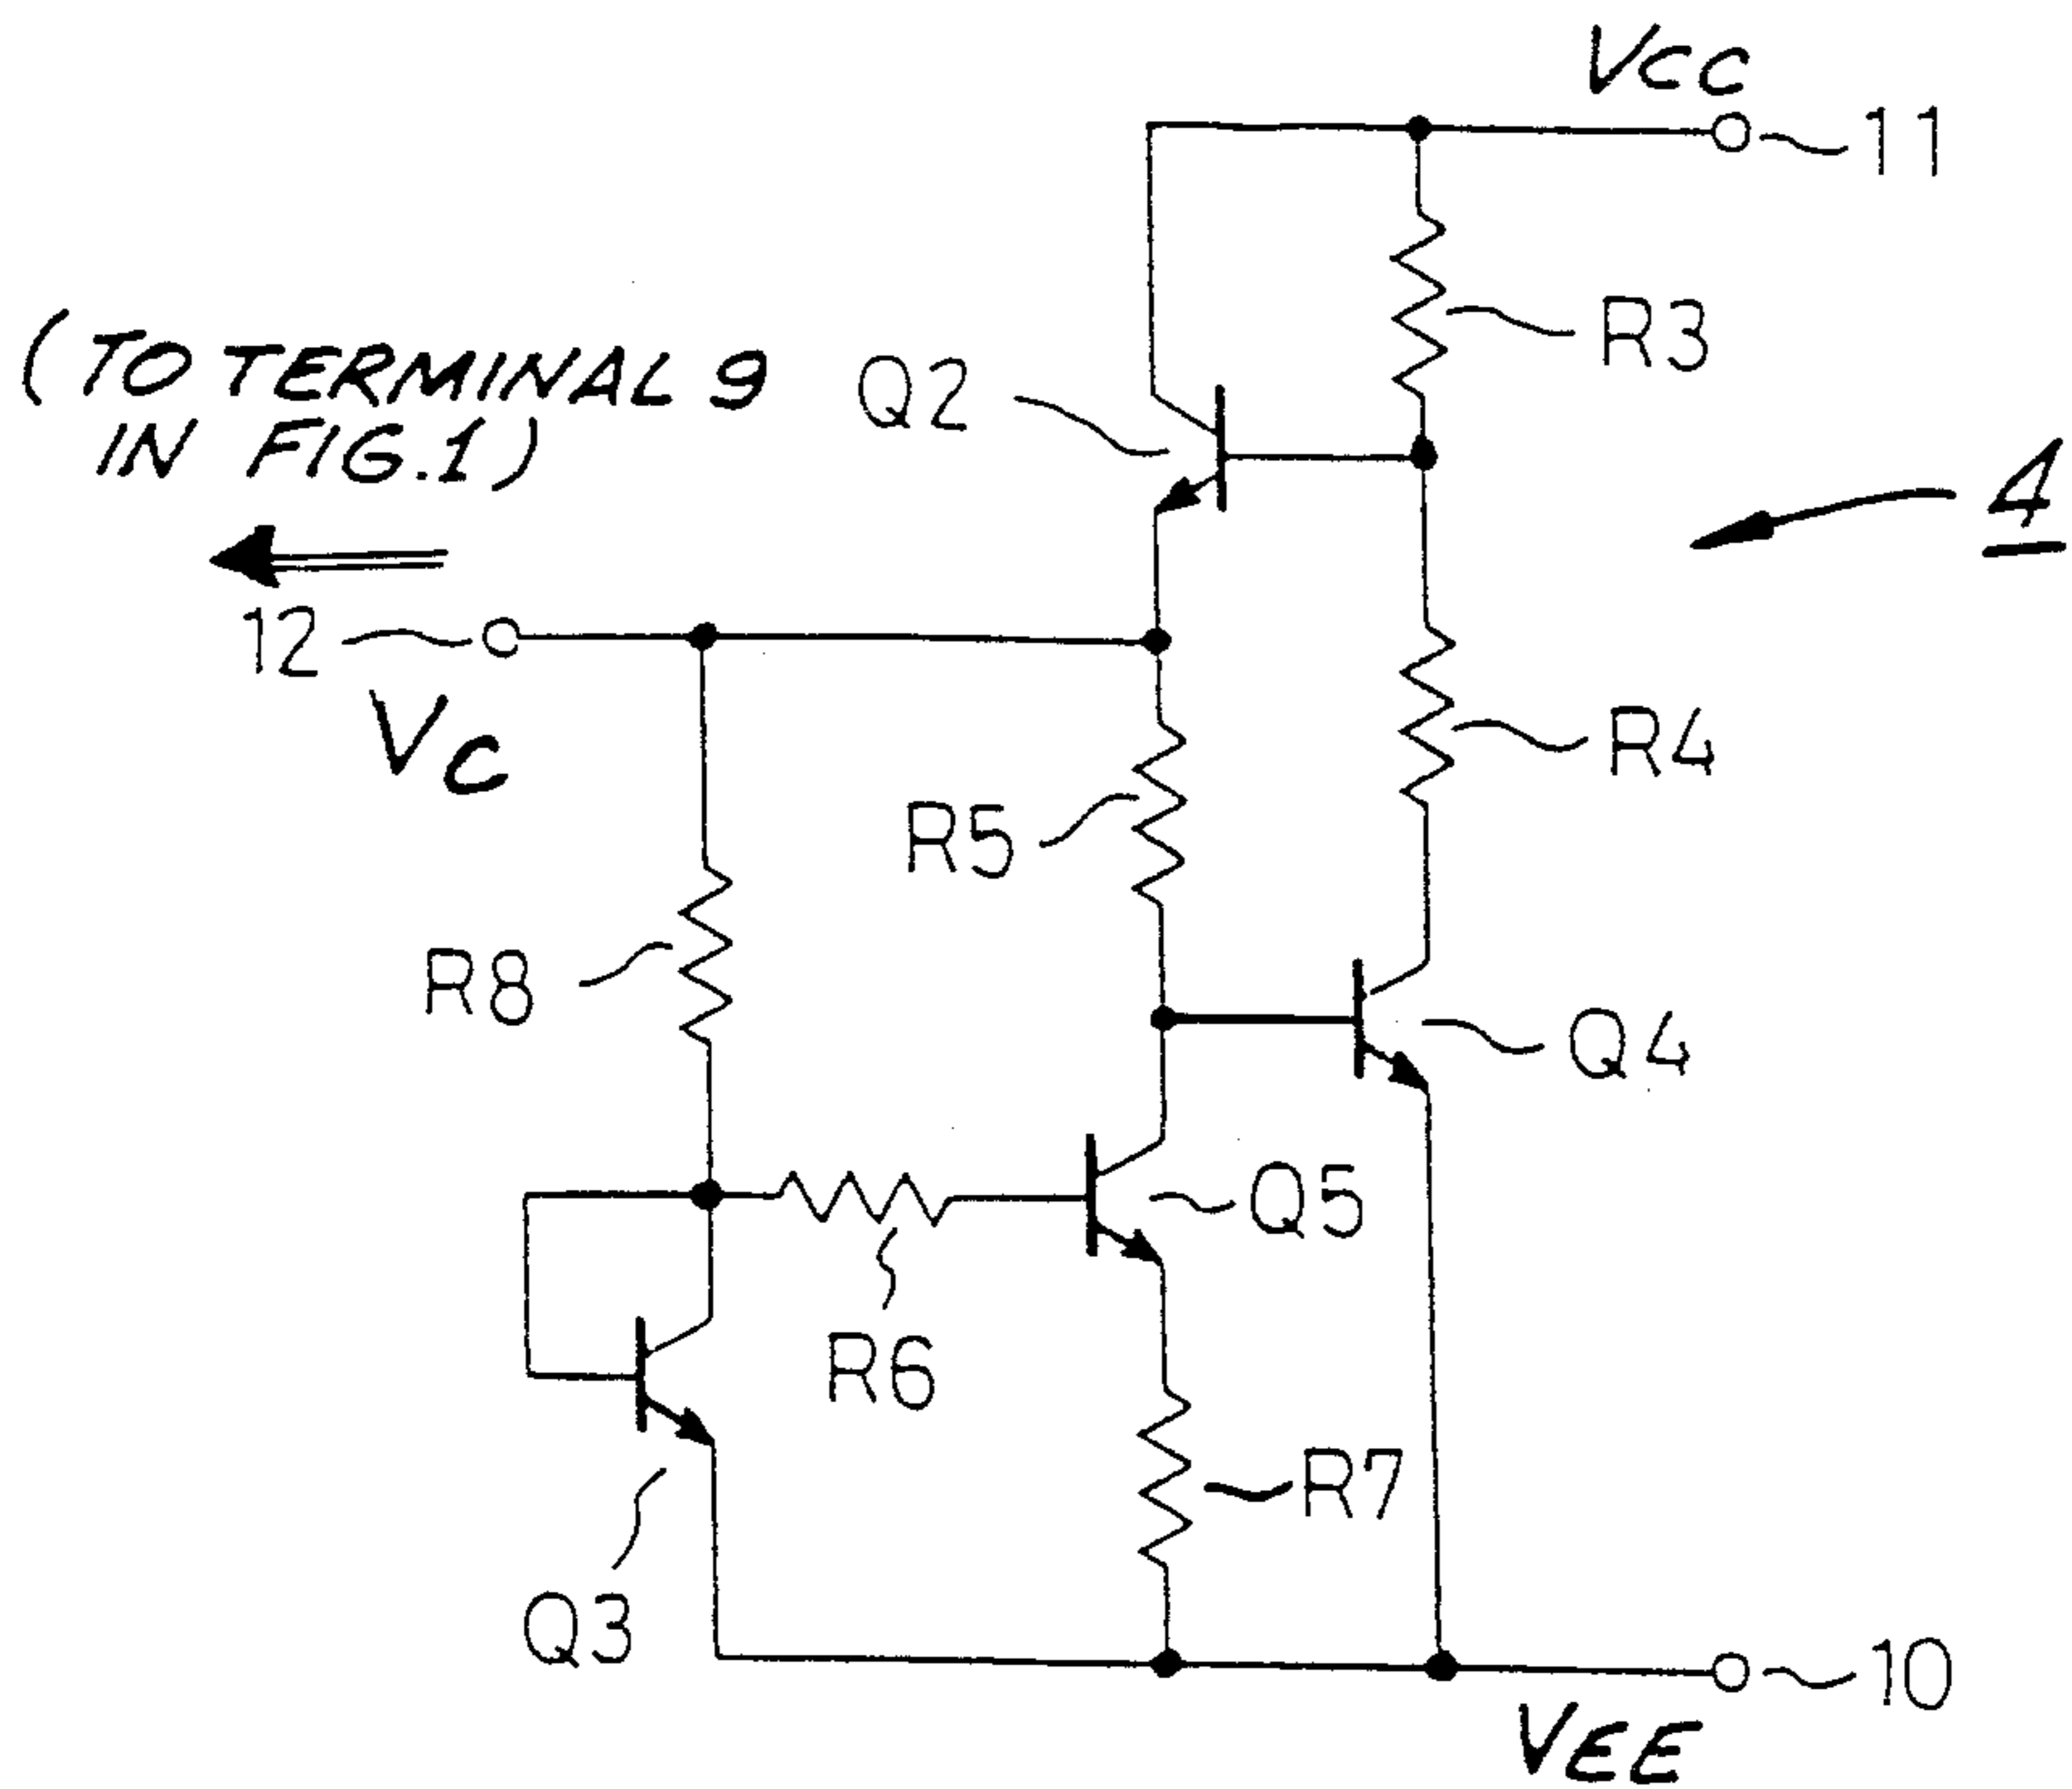 VCC
11
R3
(TO TERMINAL 9
IN FIG.1)
Q2
4
12
VC
R4
R5
R8
Q4
Q5
R6
R7
Q3
10
VEE